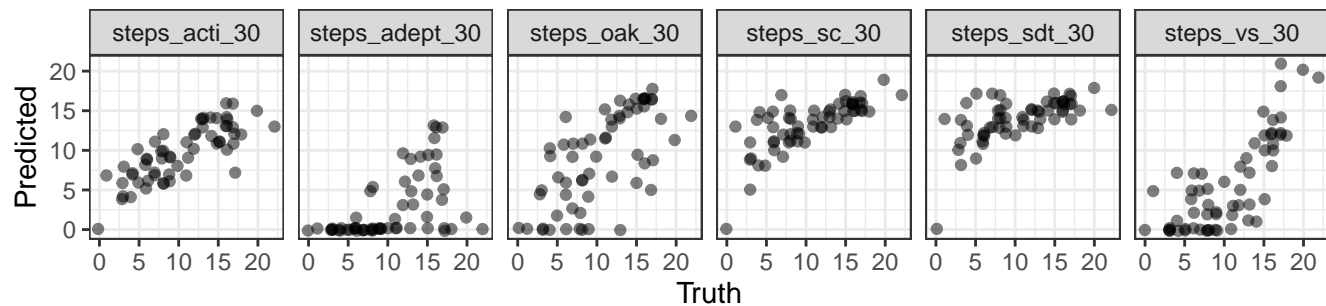 steps_acti_30 steps_adept_30 steps_oak_30 steps_sc_30 steps_sdt_30 steps_vs_30
20
15
10
5
0
Predicted
0 5 10 15 20 0 5 10 15 20 0 5 10 15 20 0 5 10 15 20 0 5 10 15 20 0 5 10 15 20
Truth